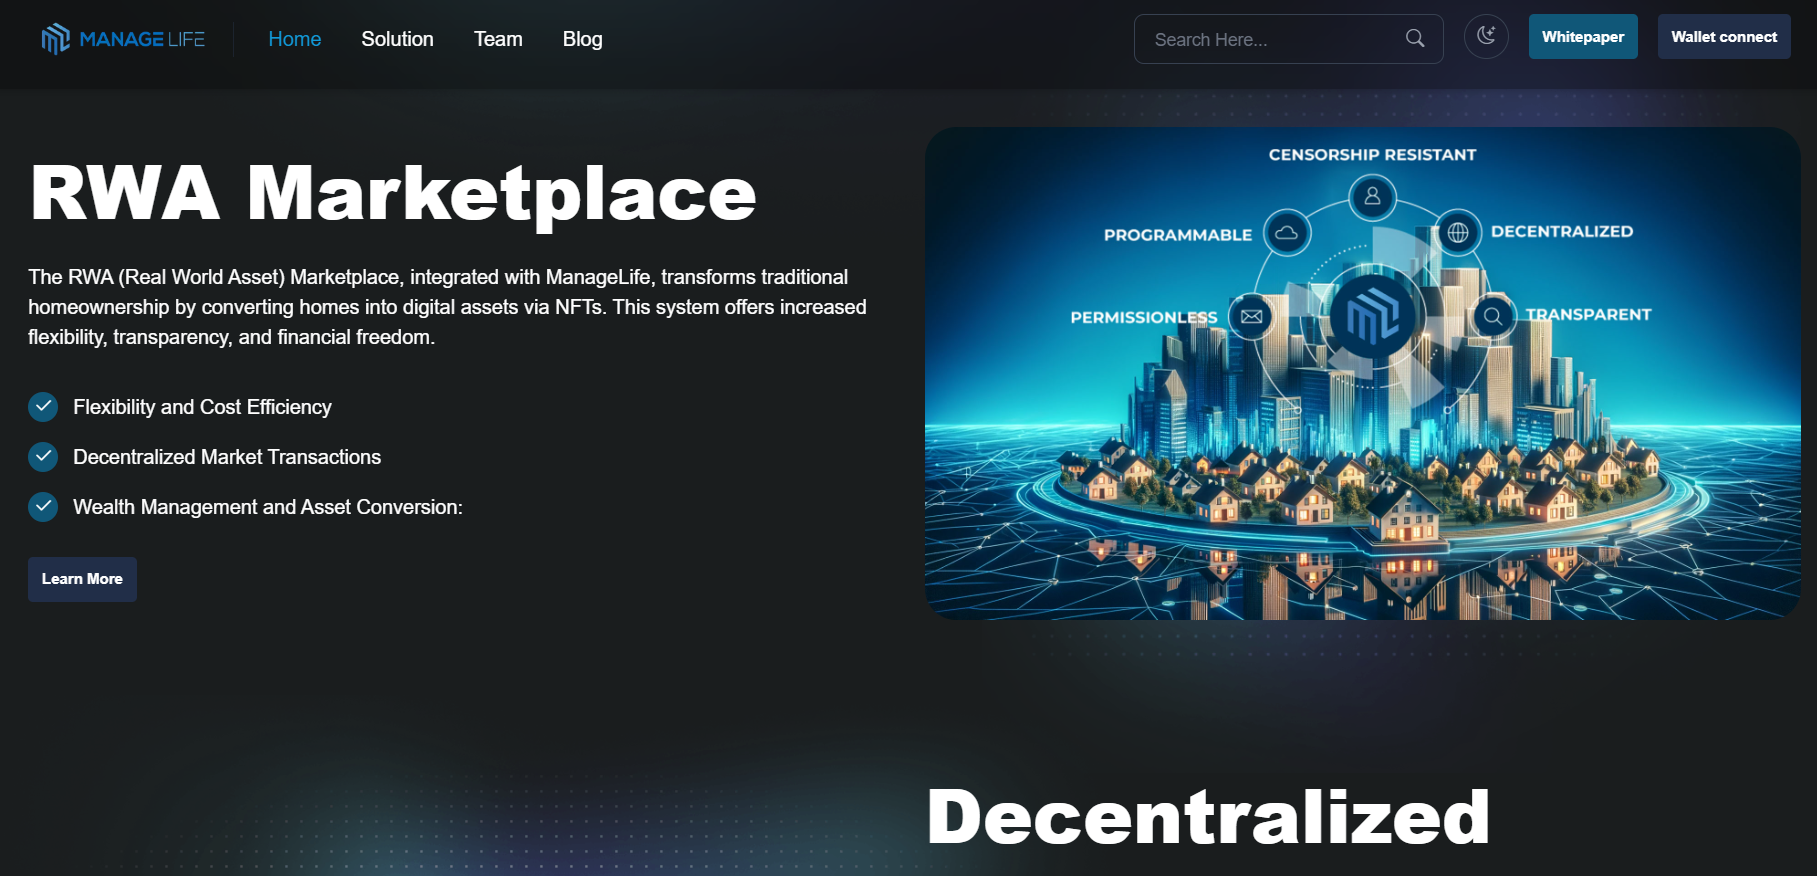 MANAGE LIFE
Home
Solution
Team
Blog
Search Here...
Whitepaper
Wallet connect
RWA Marketplace
The RWA (Real World Asset) Marketplace, integrated with ManageLife, transforms traditional
homeownership by converting homes into digital assets via NFTs. This system offers increased
flexibility, transparency, and financial freedom.
Flexibility and Cost Efficiency
Decentralized Market Transactions
Wealth Management and Asset Conversion:
Learn More
CENSORSHIP RESISTANT
PROGRAMMABLE
DECENTRALIZED
PERMISSIONLESS
TRANSPARENT
Decentralized